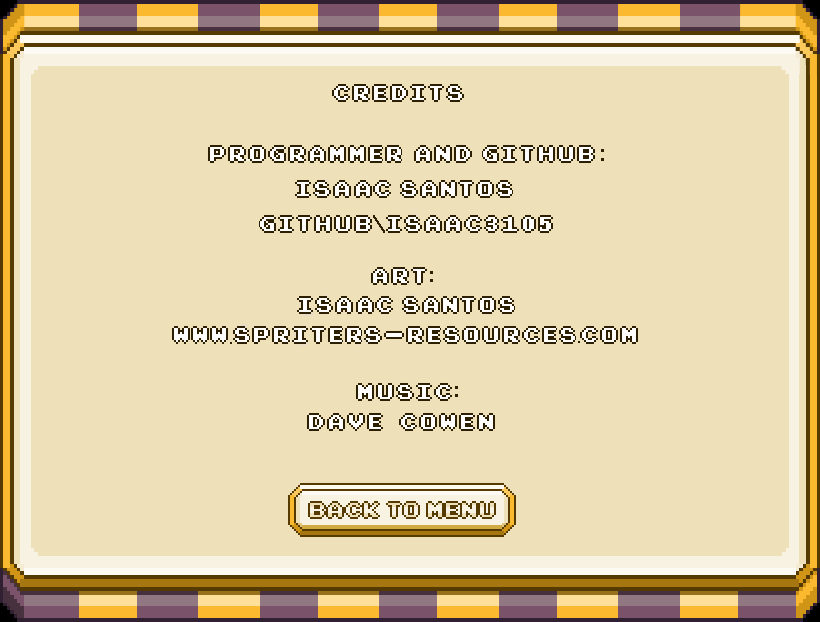 CREDITS
PROGRAMMER AND GITHUB:
ISAAC SANTOS
GITHUB\ISAAC3105
ART:
ISAAC SANTOS
WWW.SPRITERS-RESOURCES.COM
MUSIC:
DAVE COWEN
BACK TO MENU